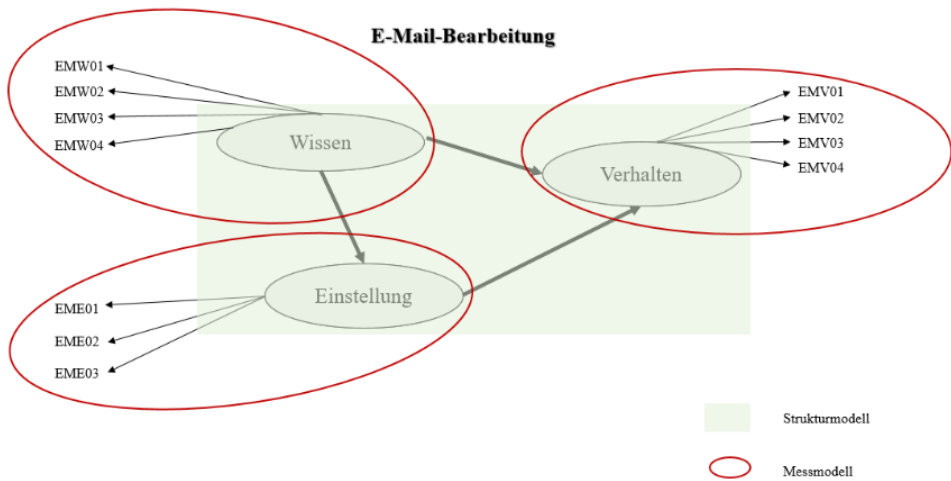 E-Mail-Bearbeitung
EMW01
EMW02
EMW03
EMW04
Wissen
EMV01
EMV02
EMV03
EMV04
Verhalten
EME01
EME02
EME03
Einstellung
Strukturmodell
Messmodell